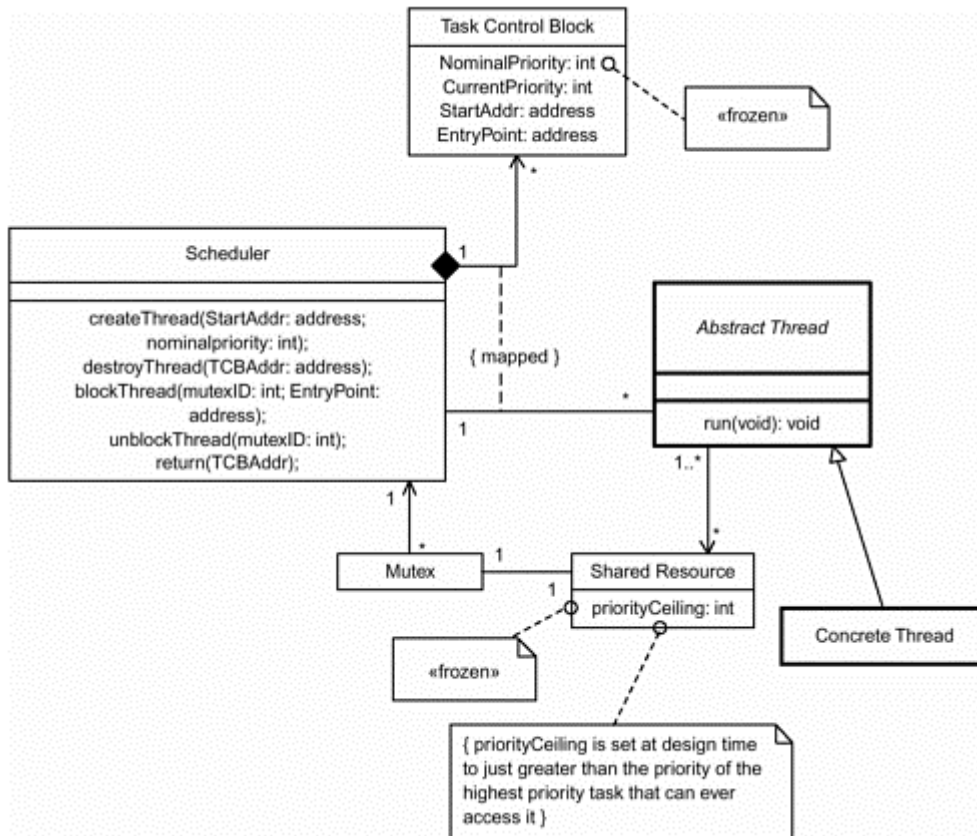 Task Control Block
NominalPriority: int
CurrentPriority: int
StartAddr: address
EntryPoint: address
«frozen»
*
1
Scheduler
createThread(StartAddr: address;
nominalpriority: int);
destroyThread(TCBAddr: address);
blockThread(mutexID: int; EntryPoint:
address);
unblockThread(mutexID: int);
return(TCBAddr);
{ mapped }
Abstract Thread
run(void): void
*
1
1..*
*
1
*
Mutex
1
1
Shared Resource
priorityCeiling: int
Concrete Thread
«frozen»
{ priorityCeiling is set at design time
to just greater than the priority of the
highest priority task that can ever
access it }